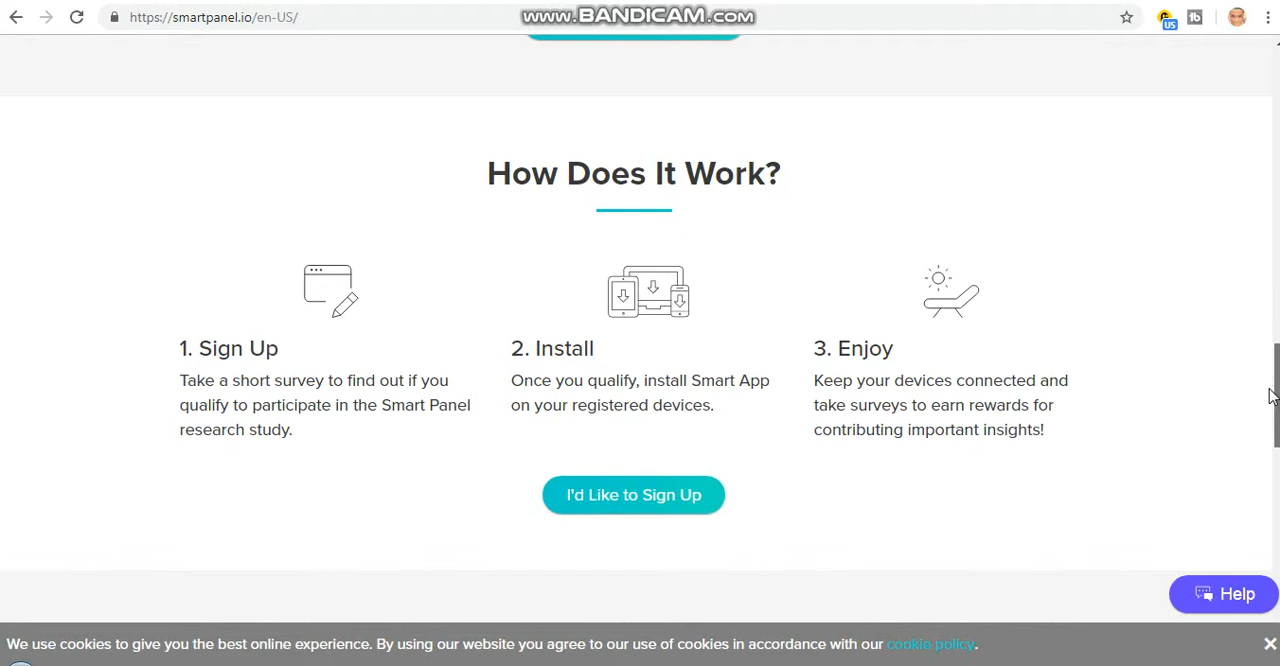 https://smartpanel.io/en-US/
www.BANDICAM.com
US
How Does It Work?
1. Sign Up
Take a short survey to find out if you
qualify to participate in the Smart Panel
research study.
2. Install
Once you qualify, install Smart App
on your registered devices.
3. Enjoy
Keep your devices connected and
take surveys to earn rewards for
contributing important insights!
I'd Like to Sign Up
Help
We use cookies to give you the best online experience. By using our website you agree to our use of cookies in accordance with our cookie policy.